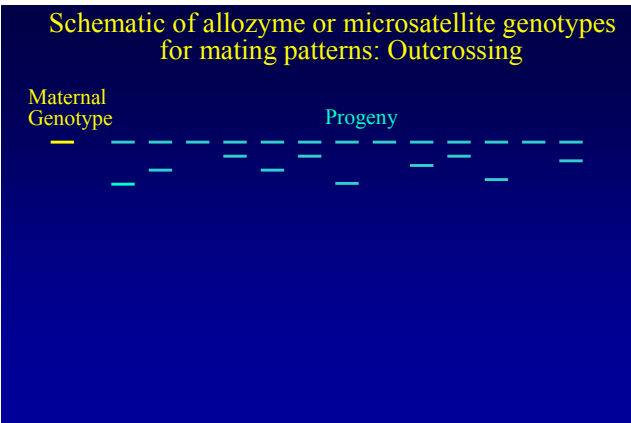 Schematic of allozyme or microsatellite genotypes
for mating patterns: Outcrossing
Maternal
Genotype
Progeny